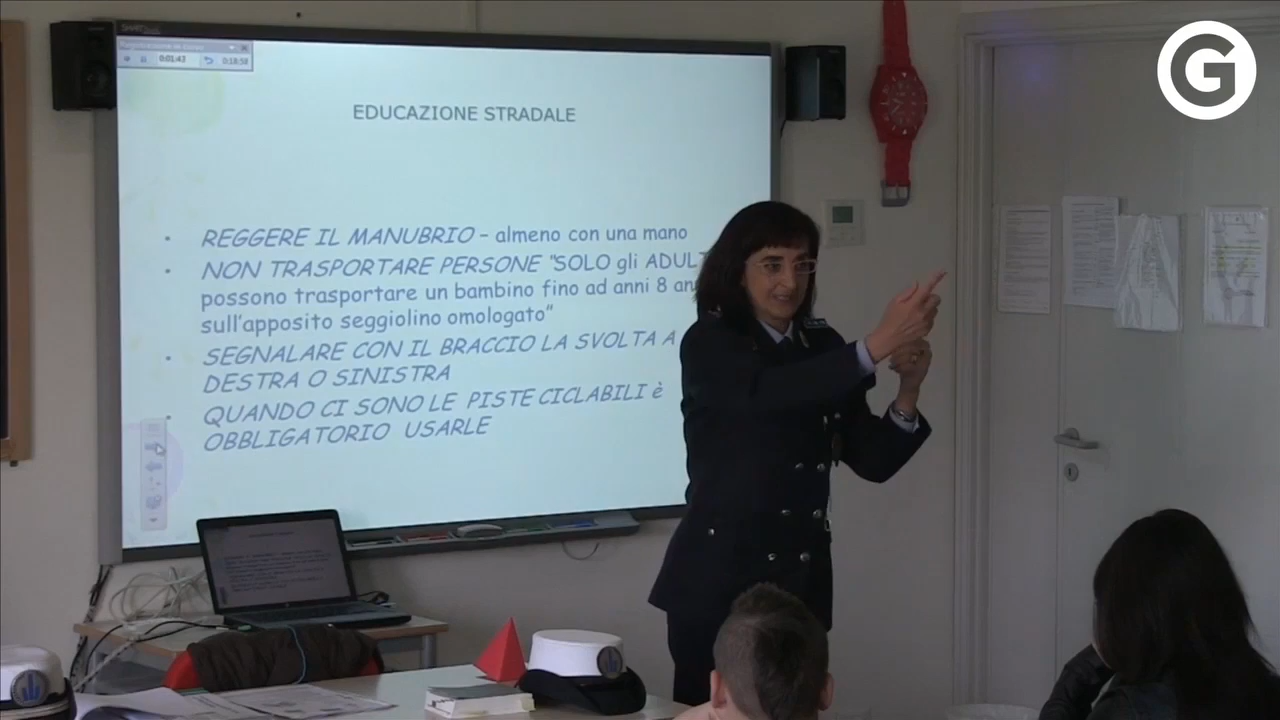 SMART
0:01:43
0:18:58
EDUCAZIONE STRADALE
• REGGERE IL MANUBRIO – almeno con una mano
• NON TRASPORTARE PERSONE "SOLO gli ADULT
possono trasportare un bambino fino ad anni 8 an
sull'apposito seggiolino omologato"
• SEGNALARE CON IL BRACCIO LA SVOLTA A
DESTRA O SINISTRA
• QUANDO CI SONO LE PISTE CICLABILI è
OBBLIGATORIO USARLE
G